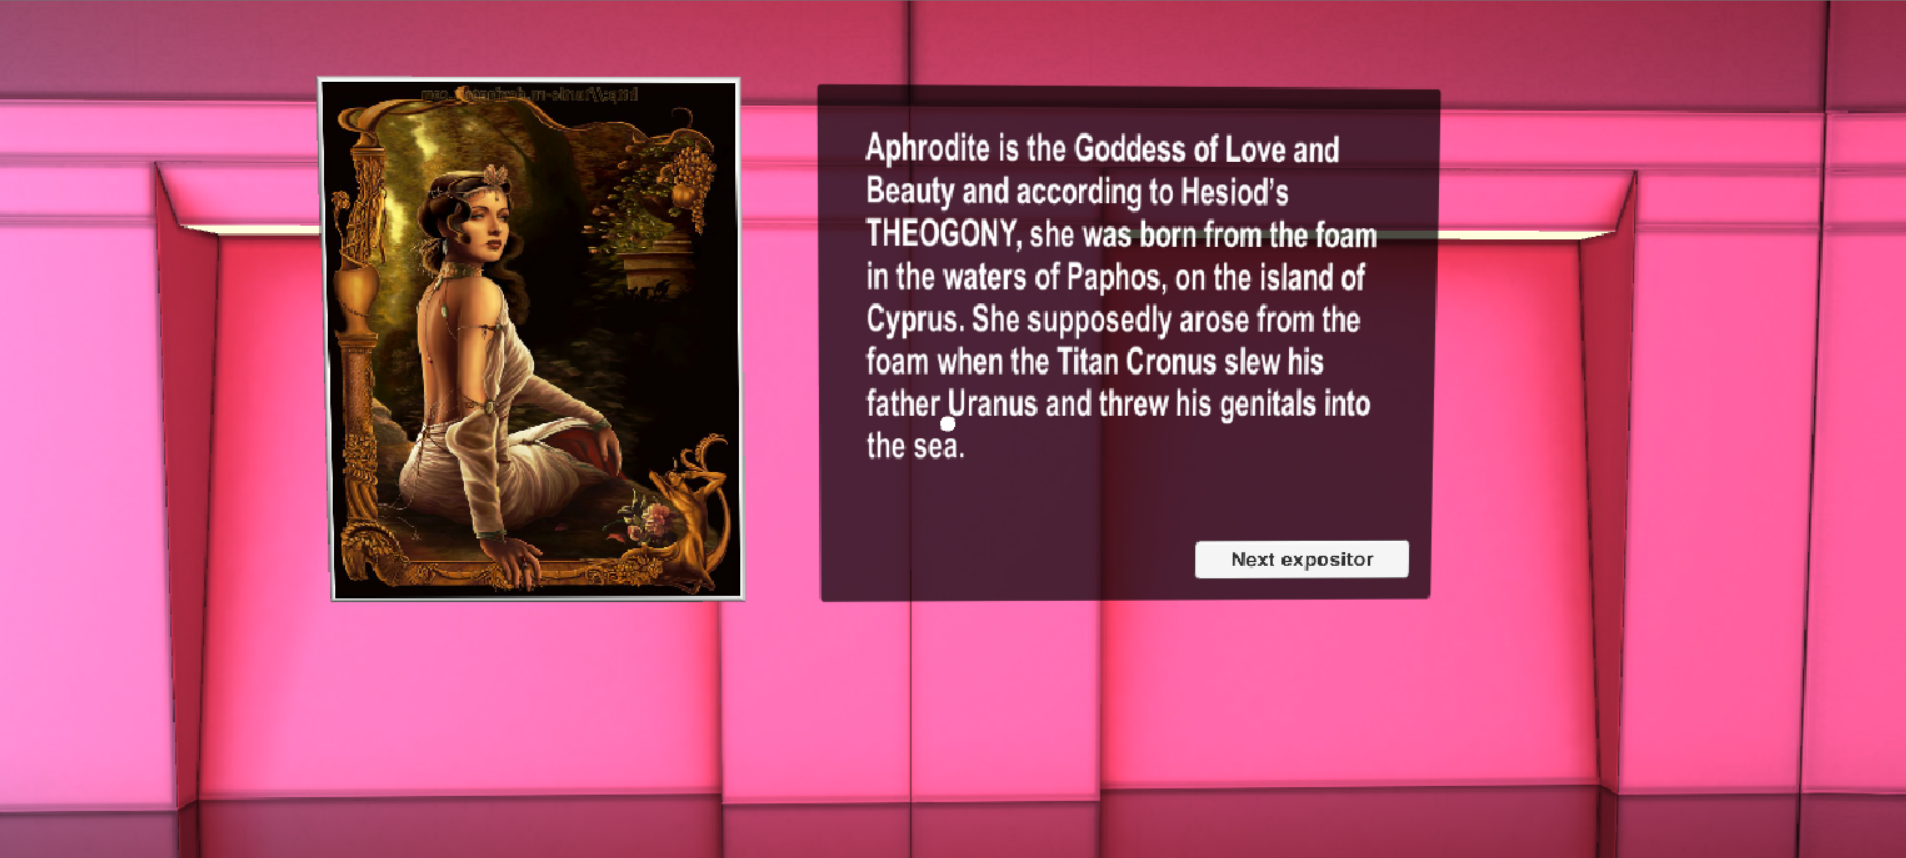 Aphrodite is the Goddess of Love and
Beauty and according to Hesiod’s
THEOGONY, she was born from the foam
in the waters of Paphos, on the island of
Cyprus. She supposedly arose from the
foam when the Titan Cronus slew his
father Uranus and threw his genitals into
the sea.
Next expositor